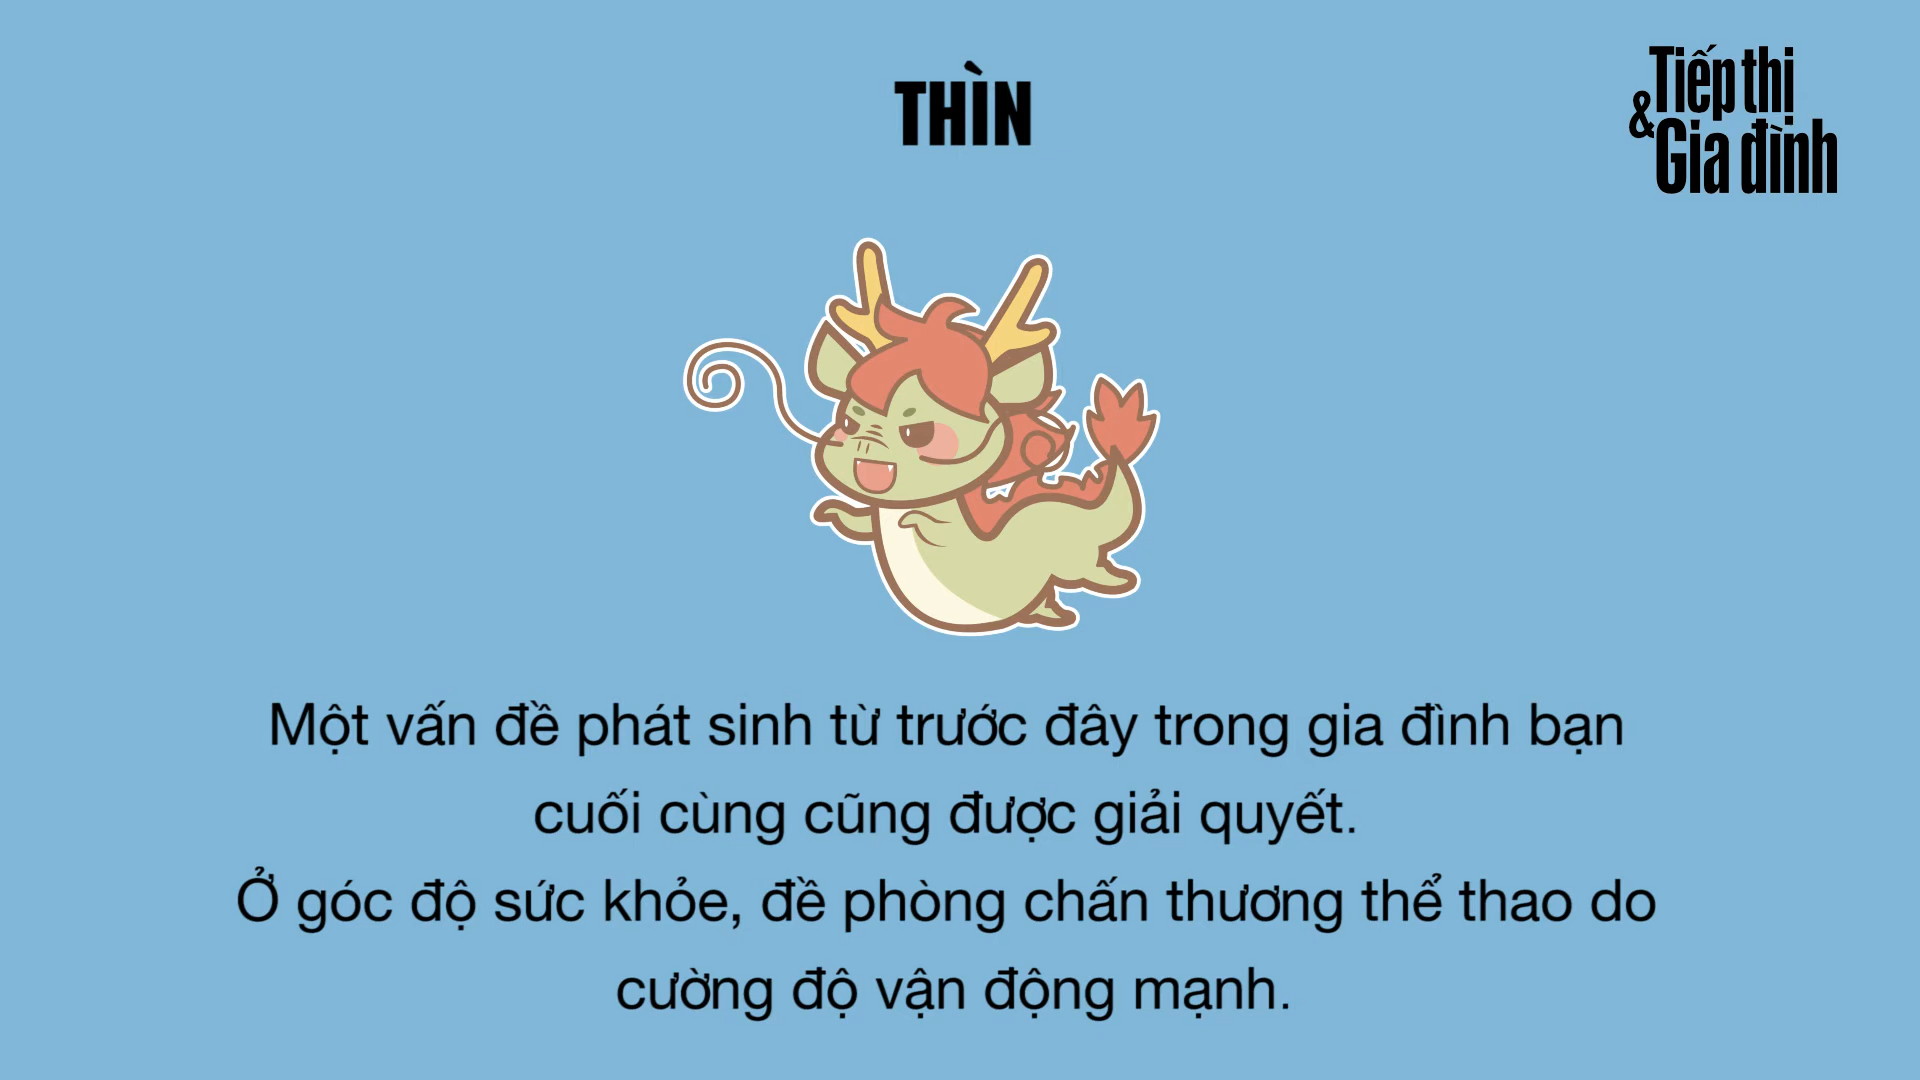 THÌN
Tiếp thị
& Gia đình
Một vấn đề phát sinh từ trước đây trong gia đình bạn
cuối cùng cũng được giải quyết.
Ở góc độ sức khỏe, đề phòng chấn thương thể thao do
cường độ vận động mạnh.